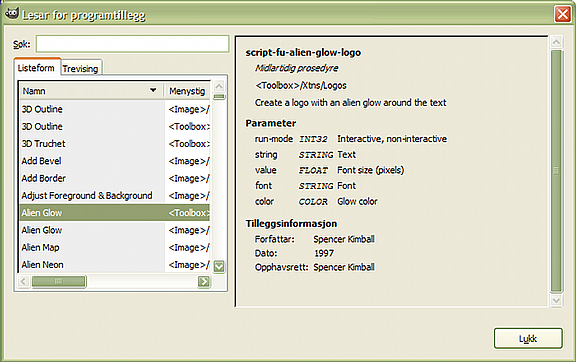 Lesar for programtillegg
Søk:
Listeform Trevising
Namn Menystig
3D Outline <Image>/
3D Outline <Toolbox>
3D Truchet <Toolbox>
Add Bevel <Image>/
Add Border <Image>/
Adjust Foreground & Background <Image>/
Alien Glow <Toolbox>
Alien Glow <Image>/
Alien Map <Image>/
Alien Neon <Image>/
script-fu-alien-glow-logo
Midlartidig prosedyre
<Toolbox>/Xtns/Logos
Create a logo with an alien glow around the text
Parameter
run-mode INT32 Interactive, non-interactive
string STRING Text
value FLOAT Font size (pixels)
font STRING Font
color COLOR Glow color
Tilleggsinformasjon
Forfattar: Spencer Kimball
Dato: 1997
Opphavsrett: Spencer Kimball
Lukk